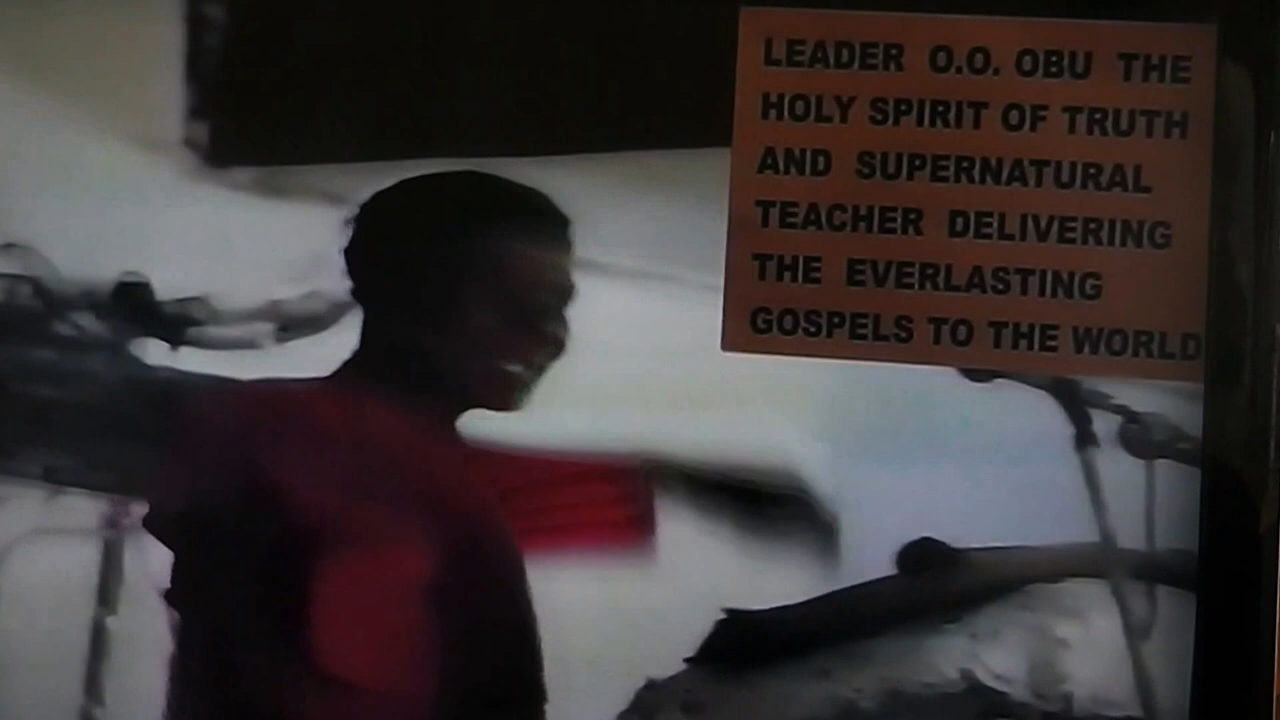 LEADER O.O. OBU THE
HOLY SPIRIT OF TRUTH
AND SUPERNATURAL
TEACHER DELIVERING
THE EVERLASTING
GOSPELS TO THE WORLD